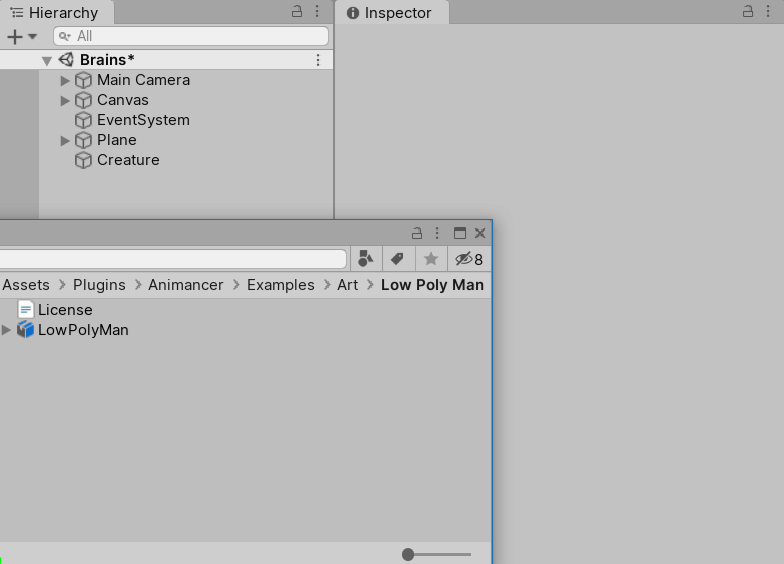 Hierarchy
All
Brains*
Main Camera
Canvas
EventSystem
Plane
Creature
Inspector
8
Assets > Plugins > Animancer > Examples > Art > Low Poly Man
License
LowPolyMan